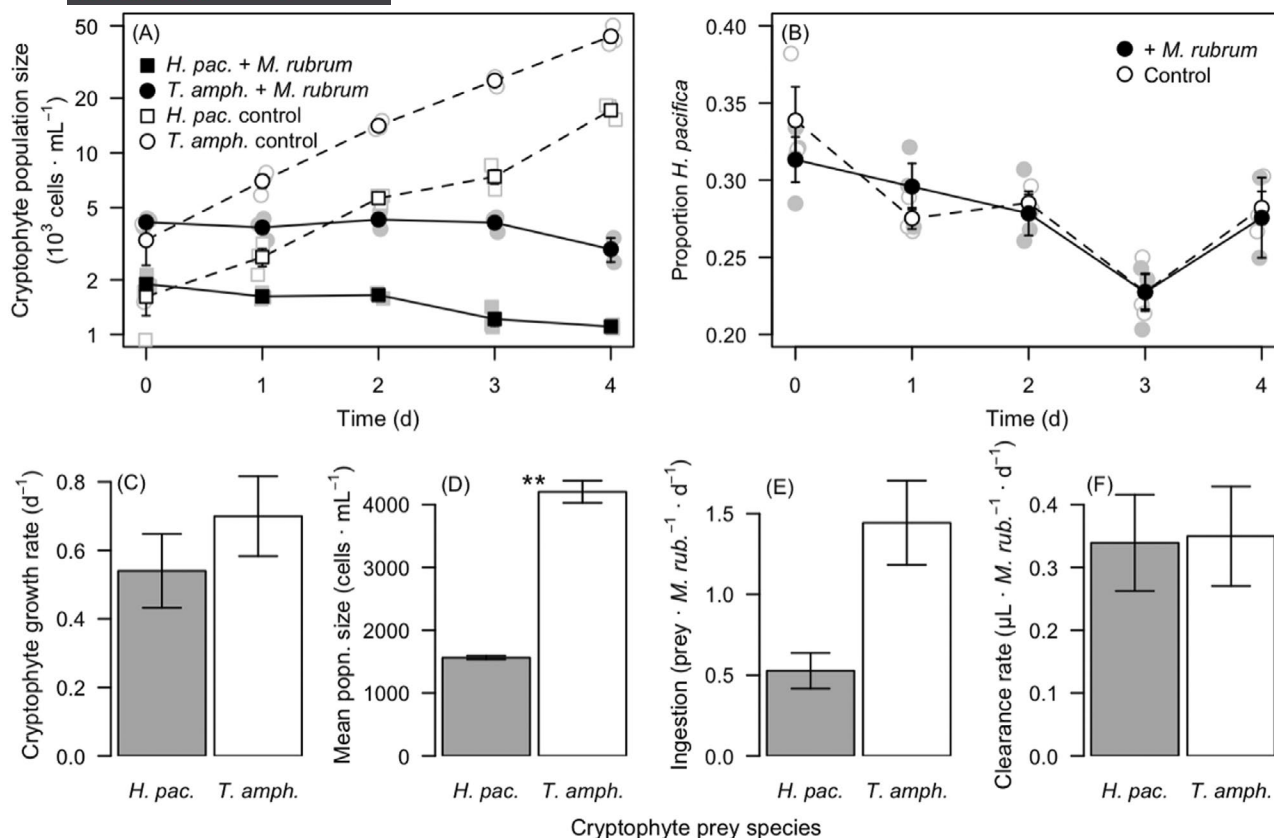 (A)
Cryptophyte population size
(10³ cells · mL⁻¹)
50
20
10
5
2
1
H. pac. + M. rubrum
T. amph. + M. rubrum
H. pac. control
T. amph. control
0 1 2 3 4
Time (d)
(B)
Proportion H. pacifica
0.40
0.35
0.30
0.25
0.20
+ M. rubrum
Control
0 1 2 3 4
Time (d)
(C)
Cryptophyte growth rate (d⁻¹)
0.8
0.6
0.4
0.2
0.0
H. pac. T. amph.
(D)
Mean popn. size (cells · mL⁻¹)
4000
3000
2000
1000
0
**
H. pac. T. amph.
(E)
Ingestion (prey · M. rub.⁻¹ · d⁻¹)
1.5
1.0
0.5
0.0
H. pac. T. amph.
(F)
Clearance rate (µL · M. rub.⁻¹ · d⁻¹)
0.4
0.3
0.2
0.1
0.0
H. pac. T. amph.
Cryptophyte prey species